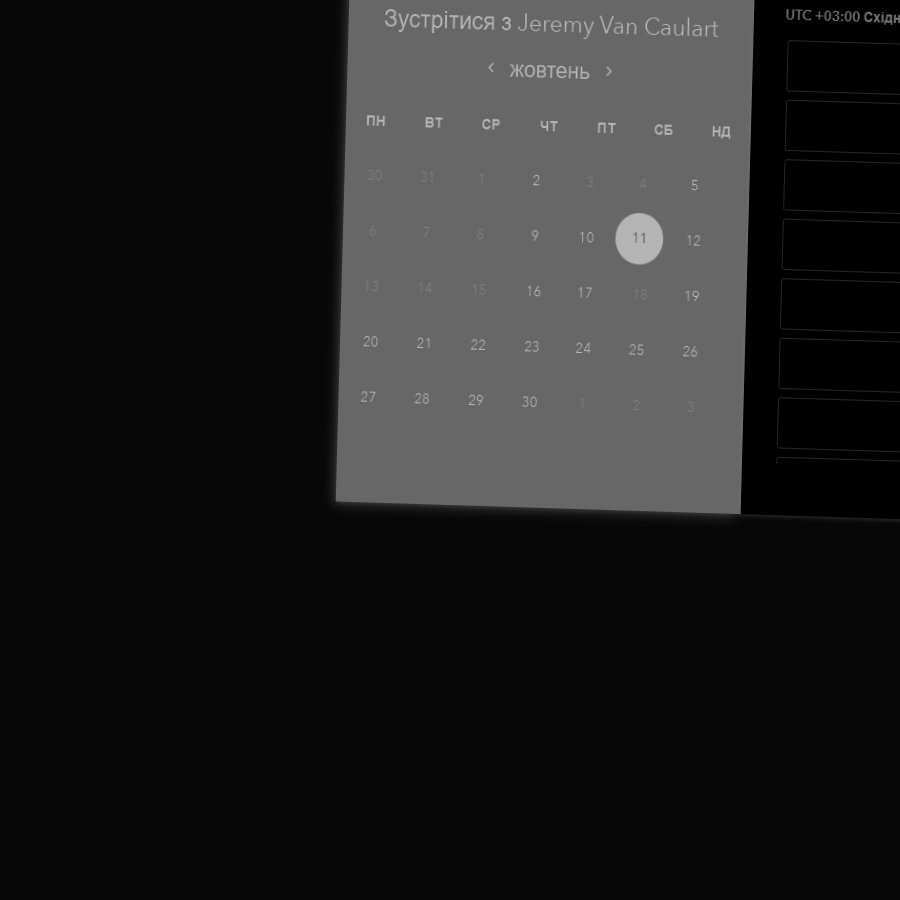 Зустрітися з Jeremy Van Caulart
‹ жовтень ›
ПН ВТ СР ЧТ ПТ СБ НД
30 31 1 2 3 4 5
6 7 8 9 10 11 12
13 14 15 16 17 18 19
20 21 22 23 24 25 26
27 28 29 30 1 2 3
UTC +03:00